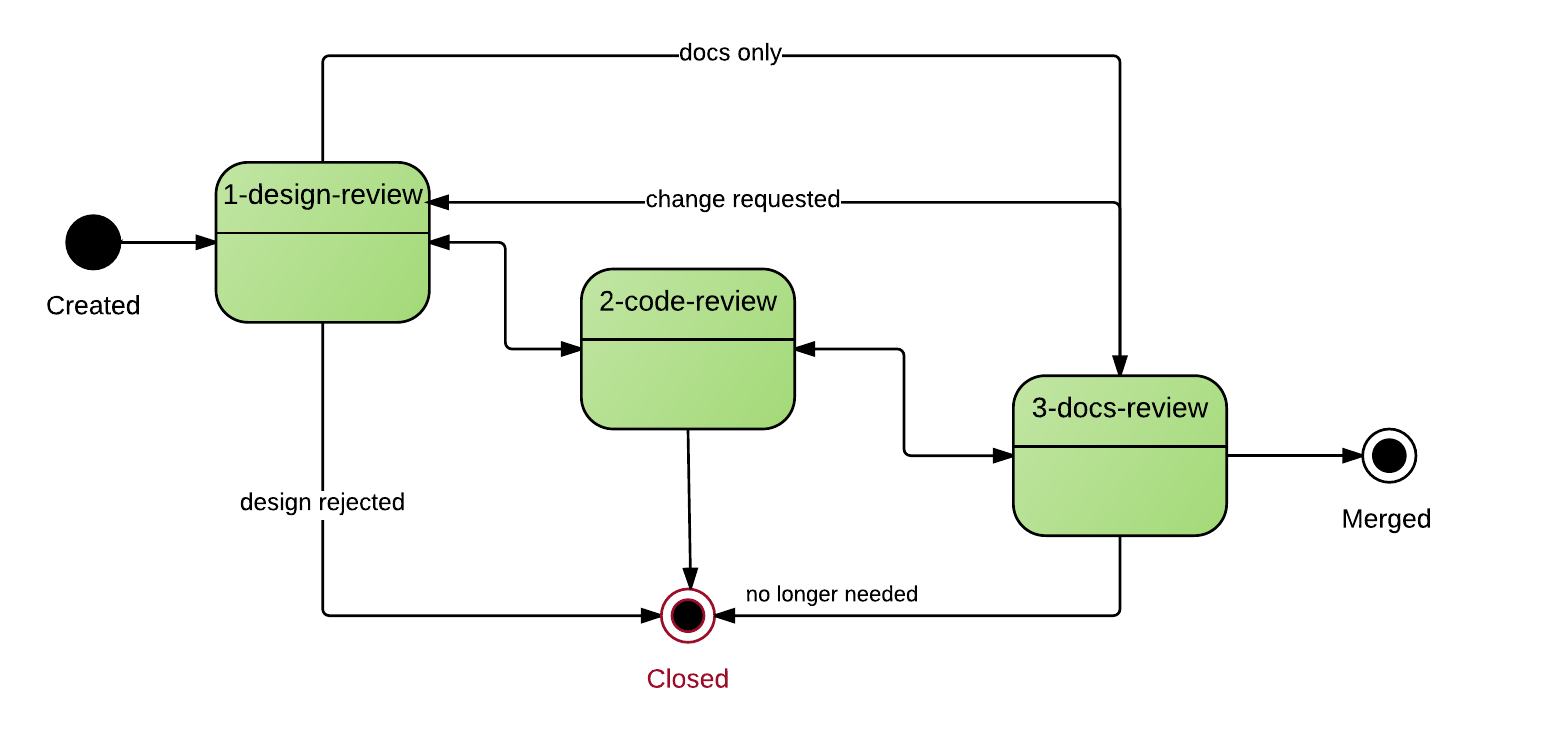 docs only
1-design-review
change requested
Created
2-code-review
3-docs-review
design rejected
Merged
no longer needed
Closed